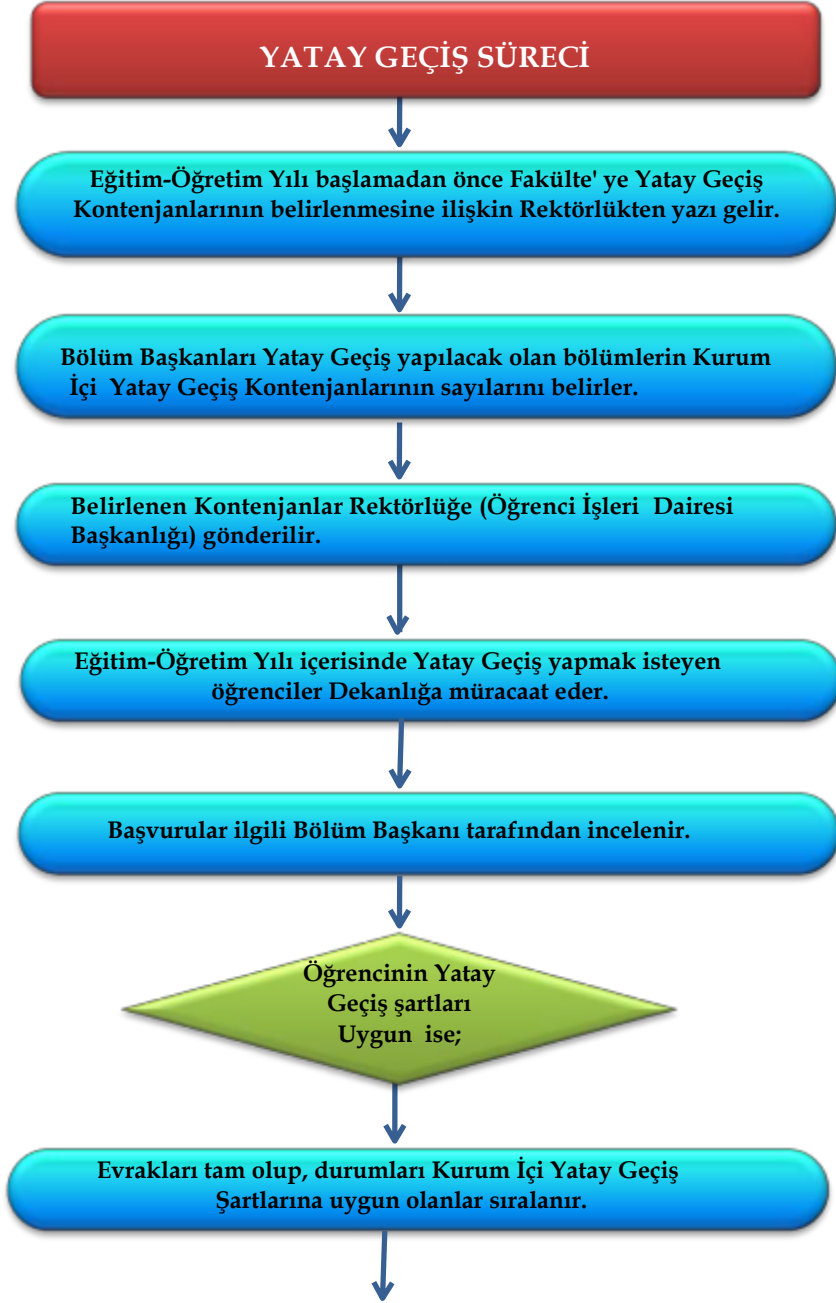 YATAY GEÇİŞ SÜRECİ
Eğitim-Öğretim Yılı başlamadan önce Fakülte' ye Yatay Geçiş
Kontenjanlarının belirlenmesine ilişkin Rektörlükten yazı gelir.
Bölüm Başkanları Yatay Geçiş yapılacak olan bölümlerin Kurum
İçi Yatay Geçiş Kontenjanlarının sayılarını belirler.
Belirlenen Kontenjanlar Rektörlüğe (Öğrenci İşleri Dairesi
Başkanlığı) gönderilir.
Eğitim-Öğretim Yılı içerisinde Yatay Geçiş yapmak isteyen
öğrenciler Dekanlığa müracaat eder.
Başvurular ilgili Bölüm Başkanı tarafından incelenir.
Öğrencinin Yatay
Geçiş şartları
Uygun ise;
Evrakları tam olup, durumları Kurum İçi Yatay Geçiş
Şartlarına uygun olanlar sıralanır.